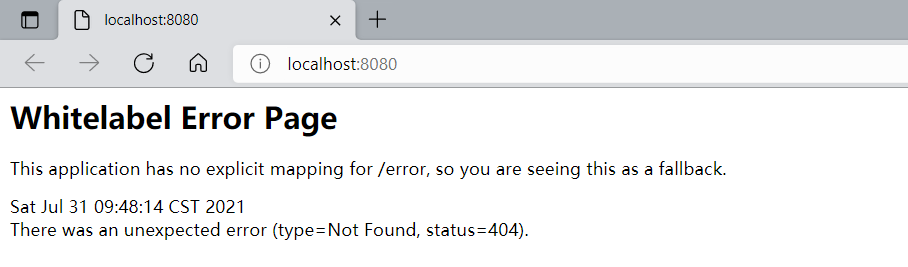 localhost:8080
localhost:8080
Whitelabel Error Page
This application has no explicit mapping for /error, so you are seeing this as a fallback.
Sat Jul 31 09:48:14 CST 2021
There was an unexpected error (type=Not Found, status=404).